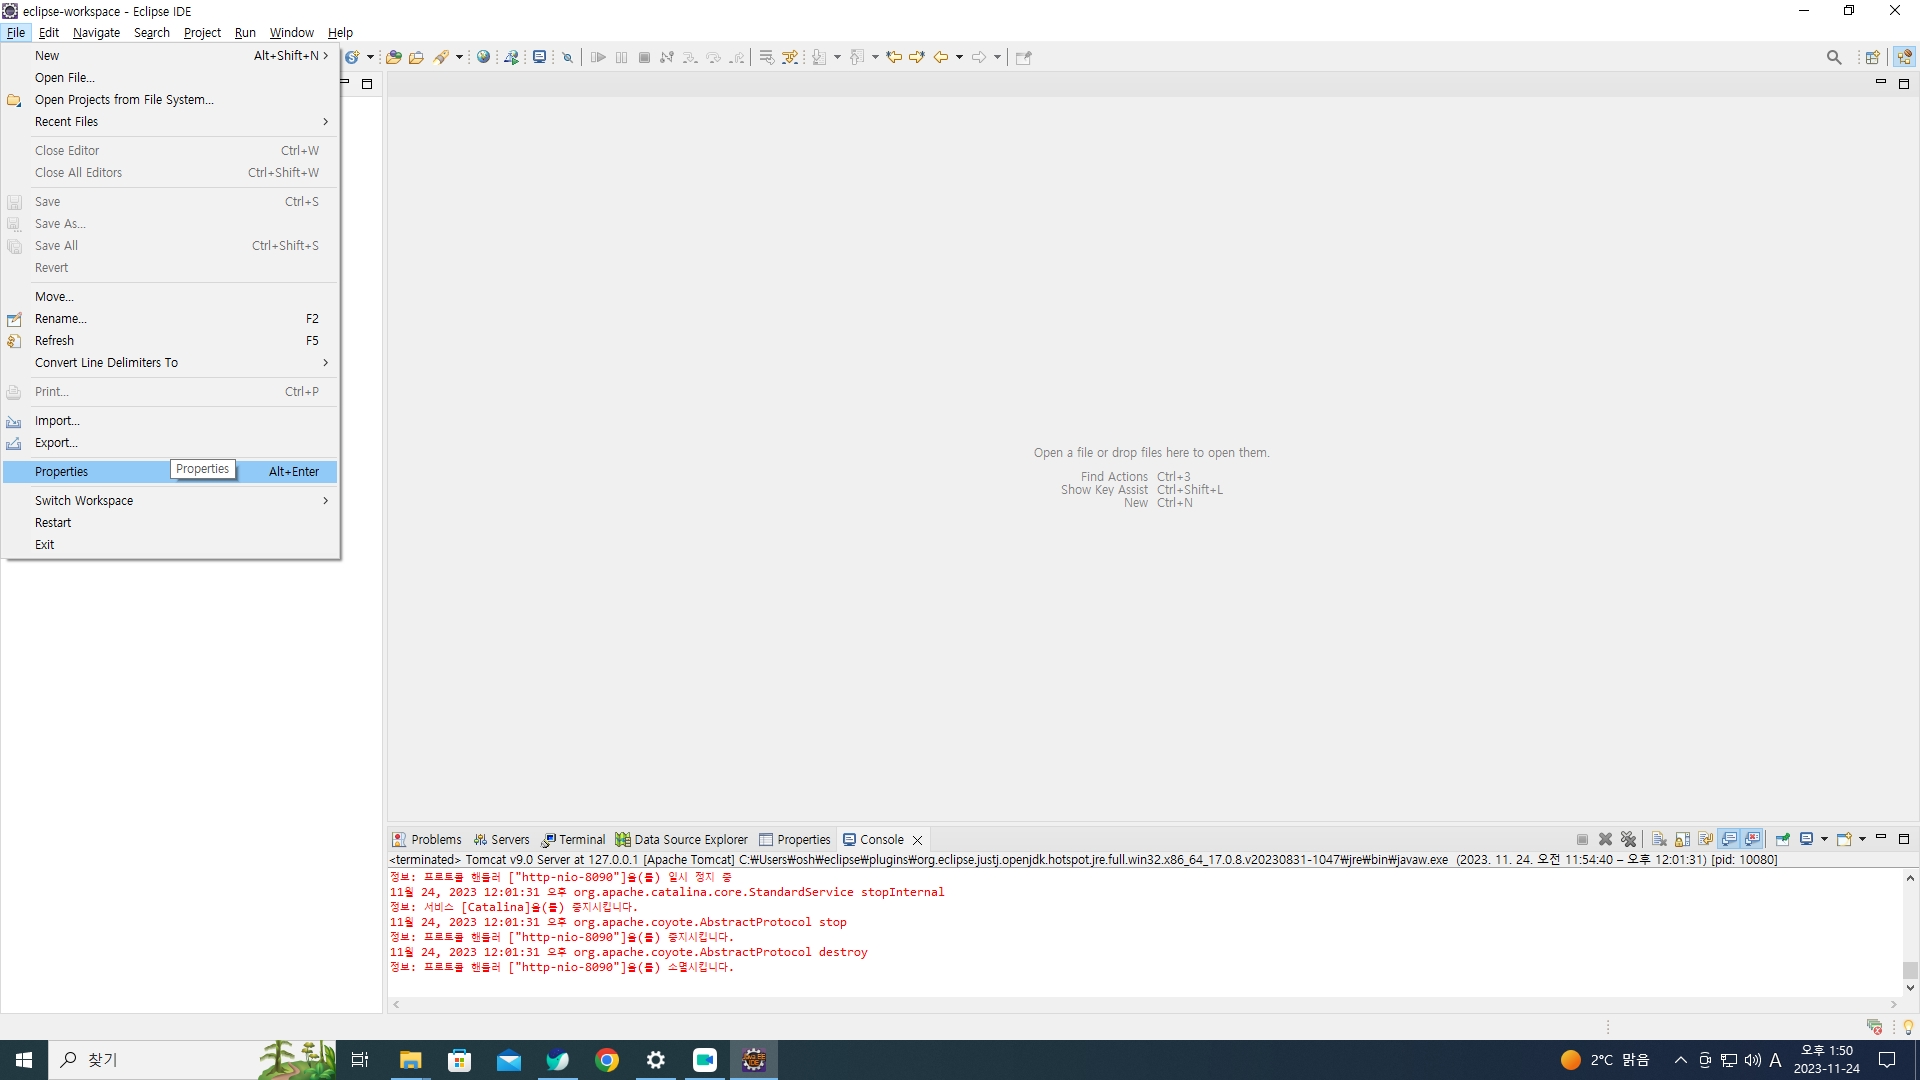 eclipse-workspace - Eclipse IDE
File Edit Navigate Search Project Run Window Help
New Alt+Shift+N
Open File...
Open Projects from File System...
Recent Files
Close Editor Ctrl+W
Close All Editors Ctrl+Shift+W
Save Ctrl+S
Save As...
Save All Ctrl+Shift+S
Revert
Move...
Rename... F2
Refresh F5
Convert Line Delimiters To
Print... Ctrl+P
Import...
Export...
Properties Properties Alt+Enter
Switch Workspace
Restart
Exit
Open a file or drop files here to open them.
Find Actions Ctrl+3
Show Key Assist Ctrl+Shift+L
New Ctrl+N
Problems Servers Terminal Data Source Explorer Properties Console
<terminated> Tomcat v9.0 Server at 127.0.0.1 [Apache Tomcat] C:₩Users₩osh₩eclipse₩plugins₩org.eclipse.justj.openjdk.hotspot.jre.full.win32.x86_64_17.0.8.v20230831-1047₩jre₩bin₩javaw.exe (2023. 11. 24. 오전 11:54:40 – 오후 12:01:31) [pid: 10080]
정보: 프로토콜 핸들러 ["http-nio-8090"]을(를) 일시 정지 중
11월 24, 2023 12:01:31 오후 org.apache.catalina.core.StandardService stopInternal
정보: 서비스 [Catalina]을(를) 중지시킵니다.
11월 24, 2023 12:01:31 오후 org.apache.coyote.AbstractProtocol stop
정보: 프로토콜 핸들러 ["http-nio-8090"]을(를) 중지시킵니다.
11월 24, 2023 12:01:31 오후 org.apache.coyote.AbstractProtocol destroy
정보: 프로토콜 핸들러 ["http-nio-8090"]을(를) 소멸시킵니다.
찾기
2°C 맑음
A
오후 1:50
2023-11-24